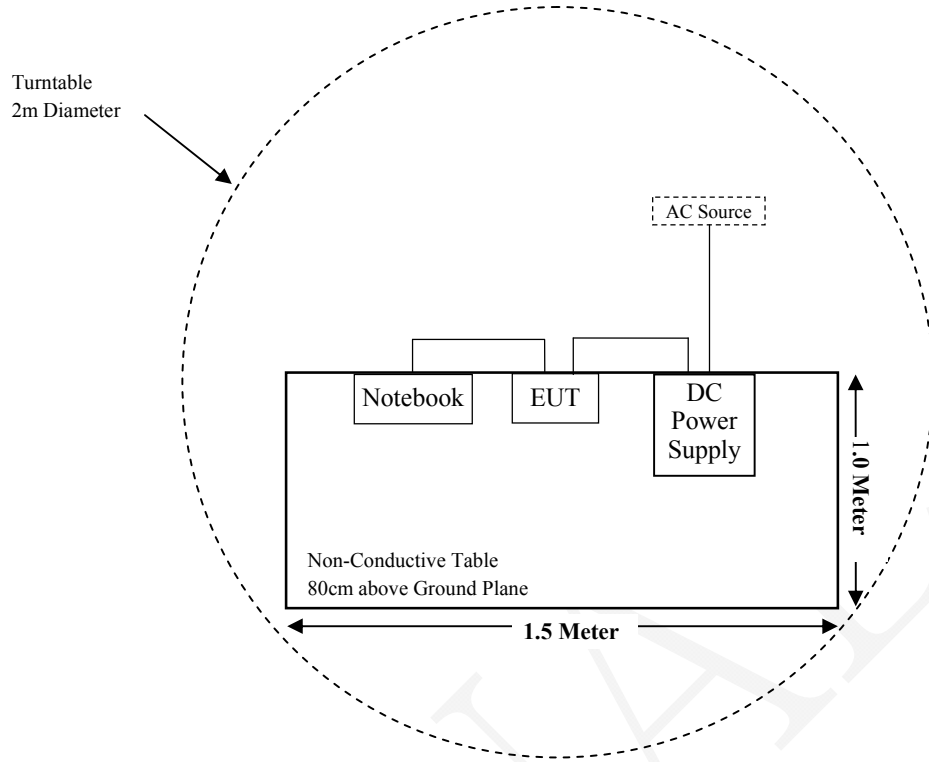 Turntable
2m Diameter
AC Source
Notebook
EUT
DC
Power
Supply
1.0 Meter
Non-Conductive Table
80cm above Ground Plane
1.5 Meter